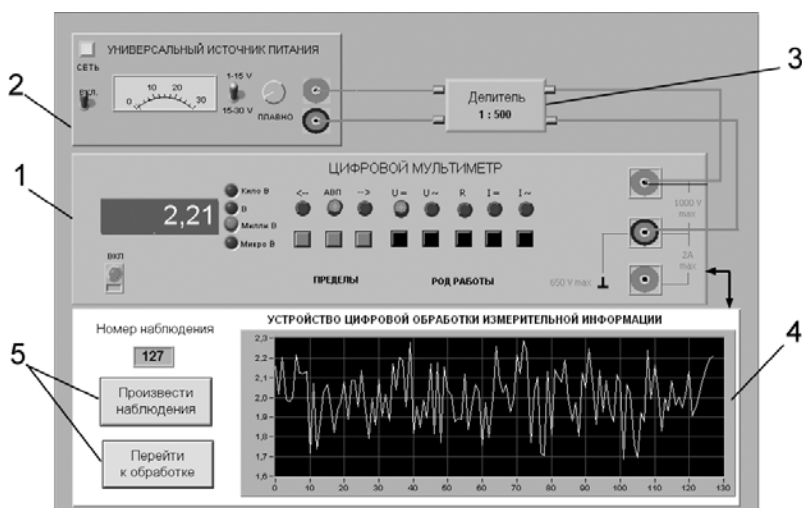 УНИВЕРСАЛЬНЫЙ ИСТОЧНИК ПИТАНИЯ
СЕТЬ
ВКЛ.
0 10 20 30
1-15 V
15-30 V
ПЛАВНО
Делитель
1 : 500
3
2
ЦИФРОВОЙ МУЛЬТИМЕТР
1
2,21
Кило В
В
Милли В
Микро В
<-- АВП --> U = U ~ R I = I ~
ВКЛ
ПРЕДЕЛЫ РОД РАБОТЫ
1000 V
max
2A
max
650 V max
УСТРОЙСТВО ЦИФРОВОЙ ОБРАБОТКИ ИЗМЕРИТЕЛЬНОЙ ИНФОРМАЦИИ
Номер наблюдения
127
5
Произвести
наблюдения
Перейти
к обработке
4
2,3
2,2
2,1
2,0
1,9
1,8
1,7
1,6
0 10 20 30 40 50 60 70 80 90 100 110 120 130